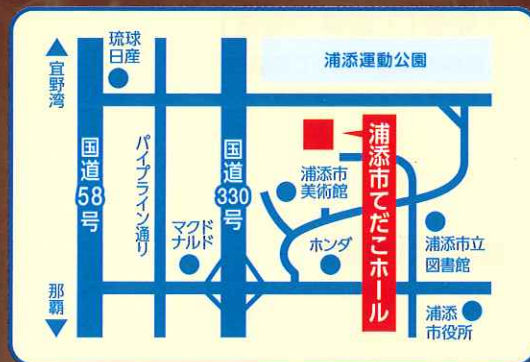 琉球
日産
浦添運動公園
宜野湾
国道58号
パイプライン通り
国道330号
浦添市
美術館
浦添市てだこホール
マクド
ナルド
ホンダ
浦添市立
図書館
那覇
浦添
市役所